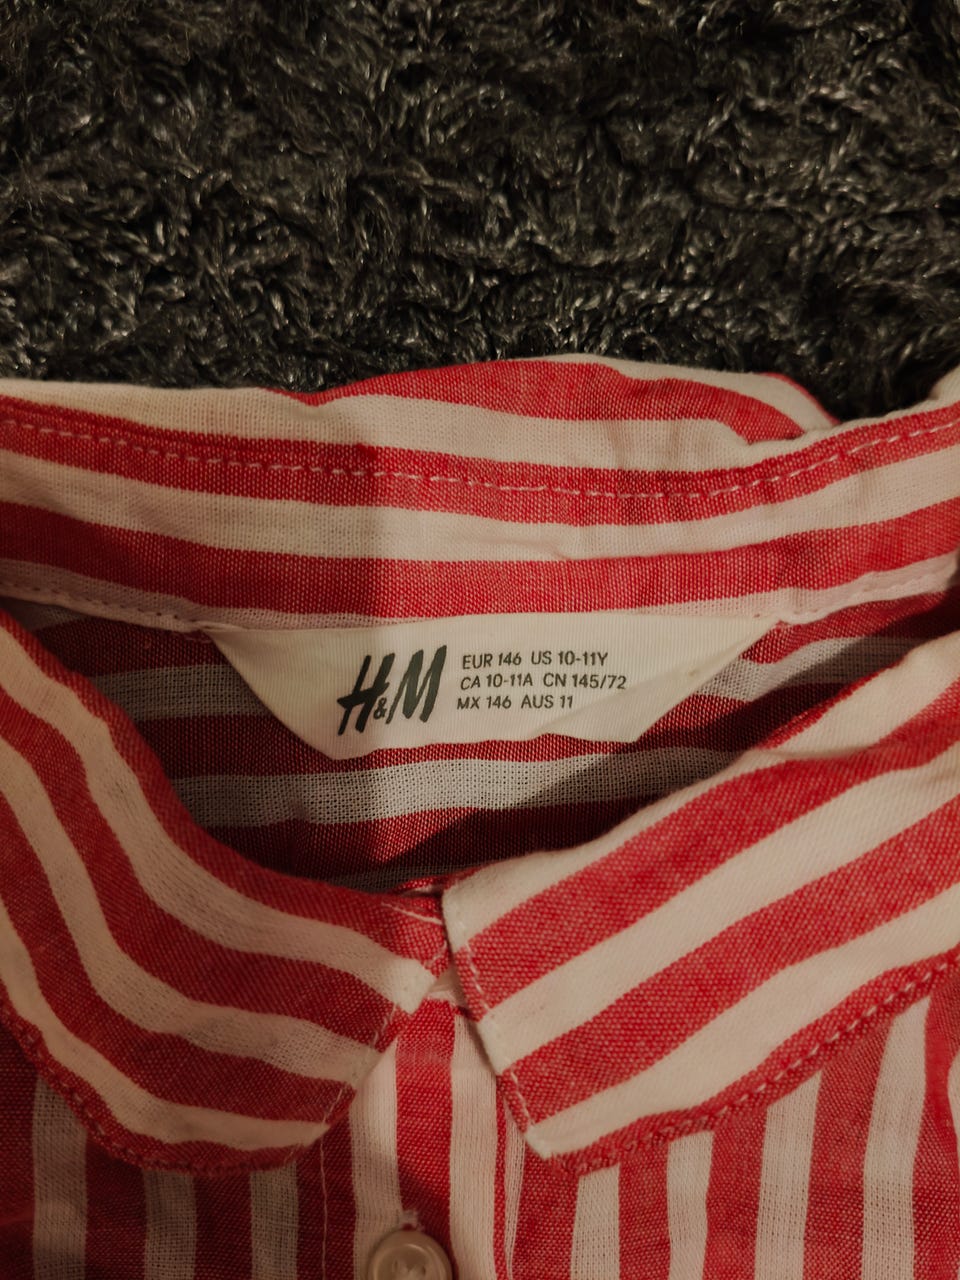 H&M
EUR 146 US 10-11Y
CA 10-11A CN 145/72
MX 146 AUS 11